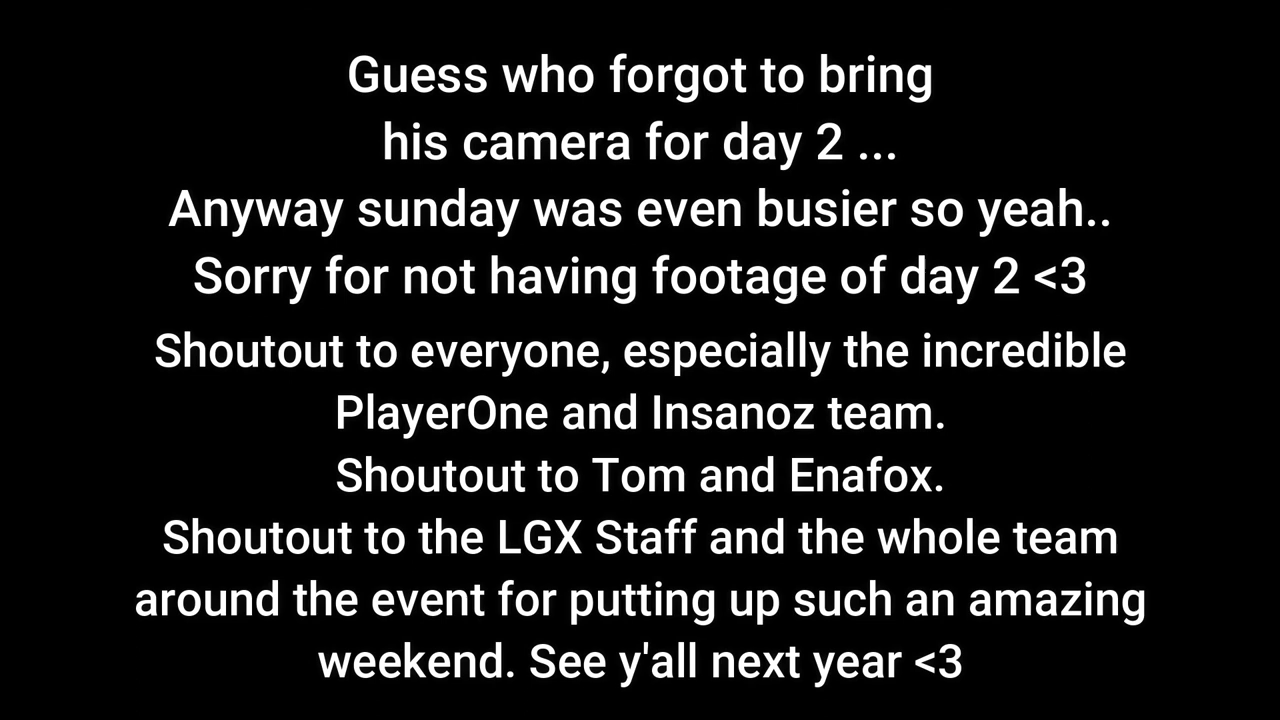 Guess who forgot to bring
his camera for day 2 ...
Anyway sunday was even busier so yeah..
Sorry for not having footage of day 2 <3
Shoutout to everyone, especially the incredible
PlayerOne and Insanoz team.
Shoutout to Tom and Enafox.
Shoutout to the LGX Staff and the whole team
around the event for putting up such an amazing
weekend. See y'all next year <3